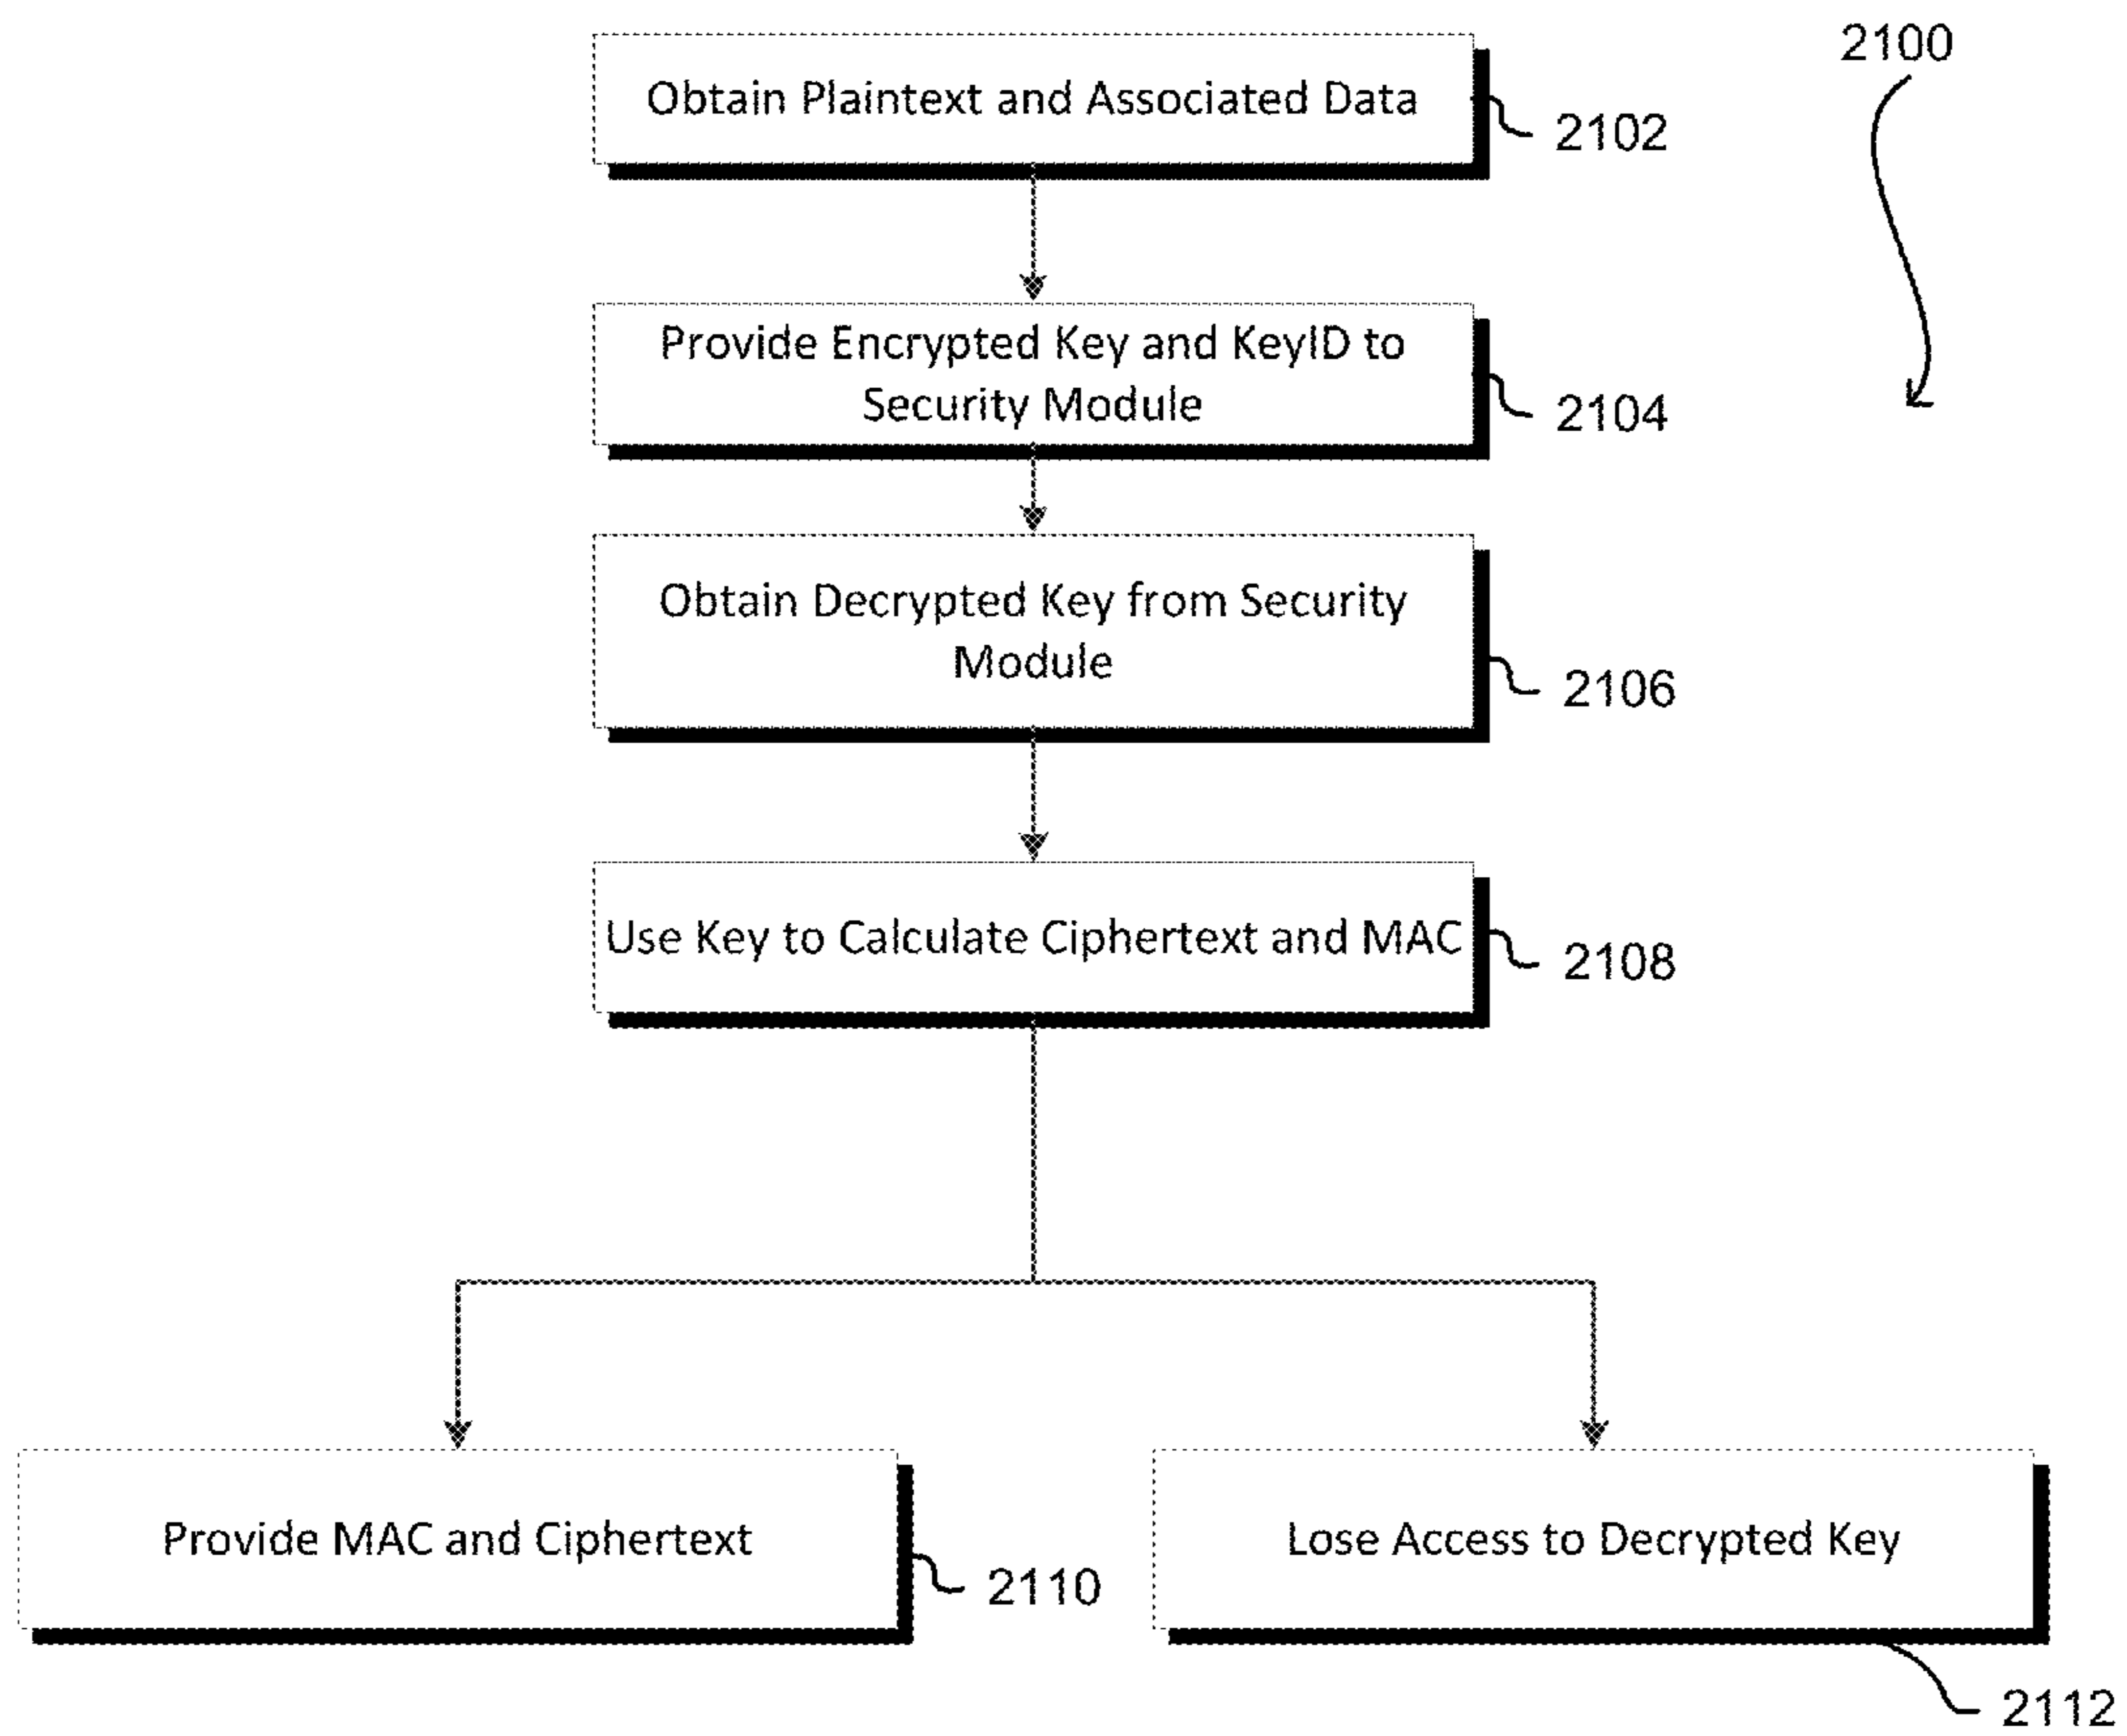 2100
Obtain Plaintext and Associated Data
2102
Provide Encrypted Key and KeyID to
Security Module
2104
Obtain Decrypted Key from Security
Module
2106
Use Key to Calculate Ciphertext and MAC
2108
Provide MAC and Ciphertext
2110
Lose Access to Decrypted Key
2112